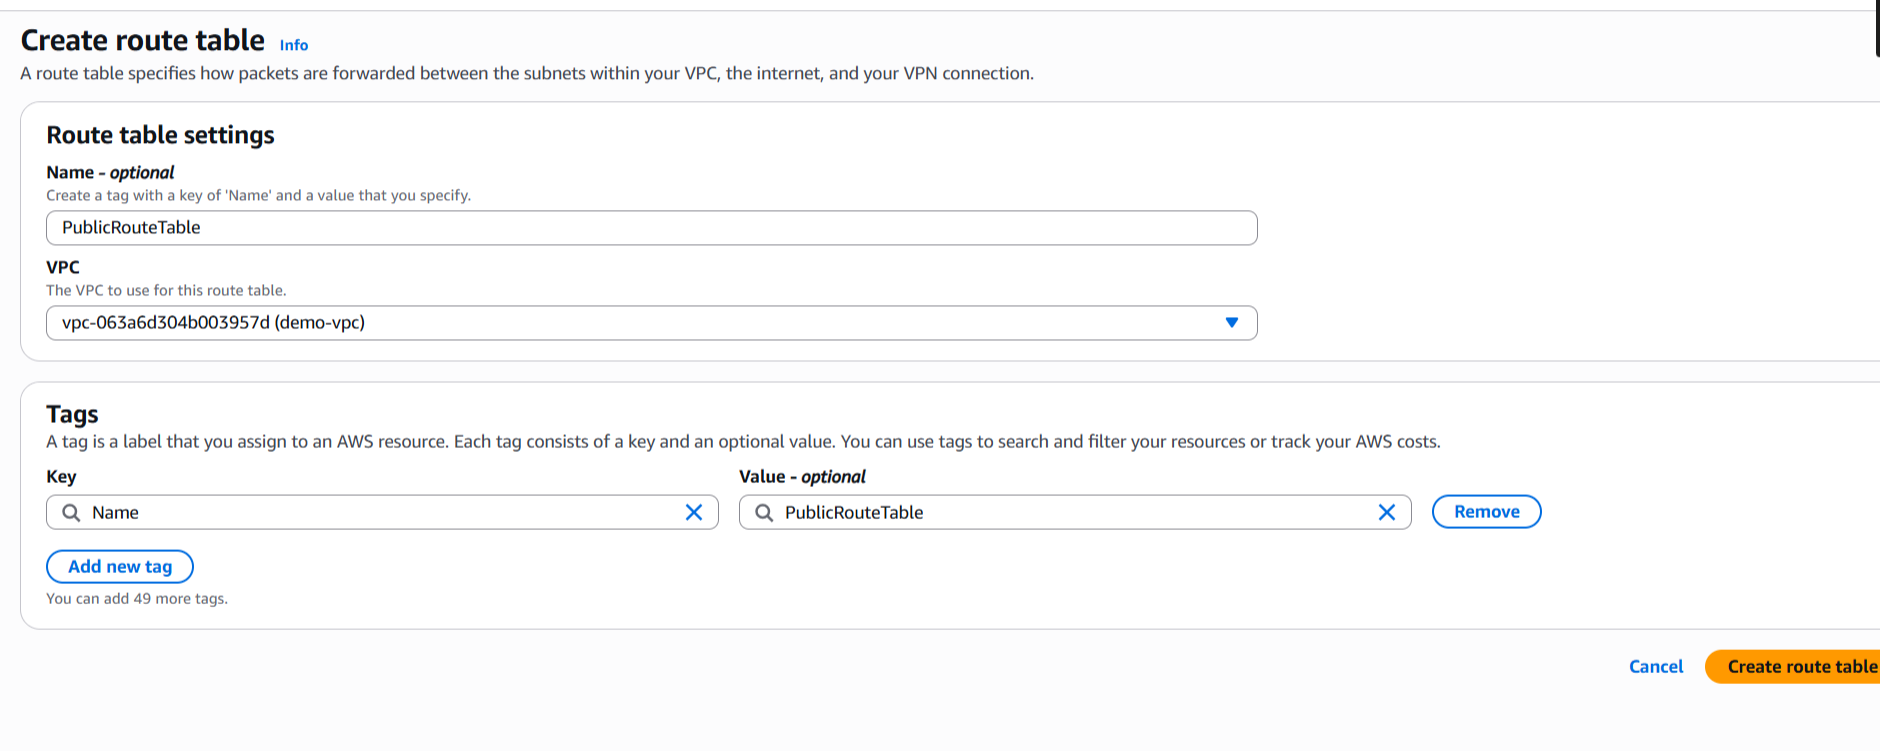 Create route table Info
A route table specifies how packets are forwarded between the subnets within your VPC, the internet, and your VPN connection.
Route table settings
Name - optional
Create a tag with a key of 'Name' and a value that you specify.
PublicRouteTable
VPC
The VPC to use for this route table.
vpc-063a6d304b003957d (demo-vpc)
Tags
A tag is a label that you assign to an AWS resource. Each tag consists of a key and an optional value. You can use tags to search and filter your resources or track your AWS costs.
Key Value - optional
Name PublicRouteTable Remove
Add new tag
You can add 49 more tags.
Cancel Create route table